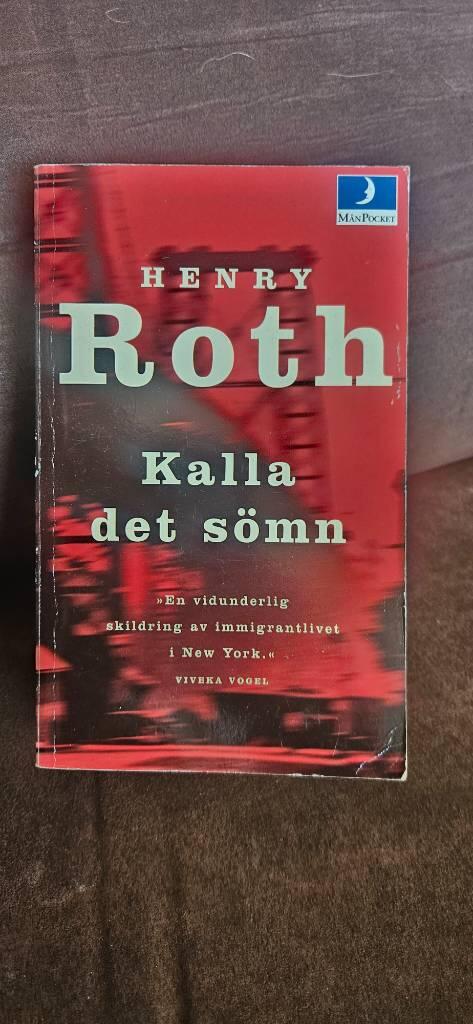 MÅNPOCKET
HENRY
Roth
Kalla
det sömn
»En vidunderlig
skildring av immigrantlivet
i New York.«
VIVEKA VOGEL